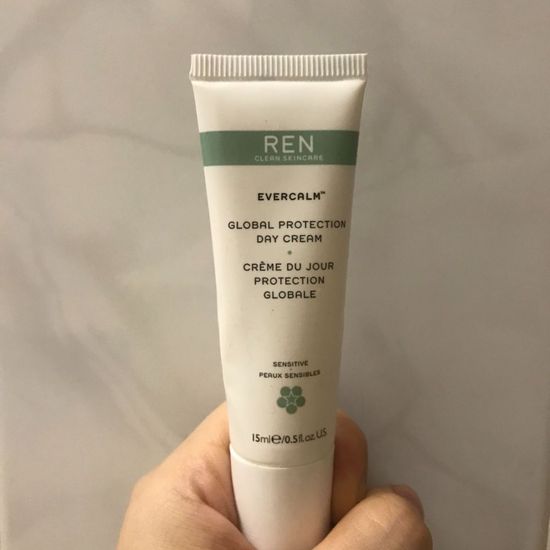 REN
CLEAN SKINCARE
EVERCALM™
GLOBAL PROTECTION
DAY CREAM
CRÈME DU JOUR
PROTECTION
GLOBALE
SENSITIVE
PEAUX SENSIBLES
15ml℮/0.5fl.oz.U.S.